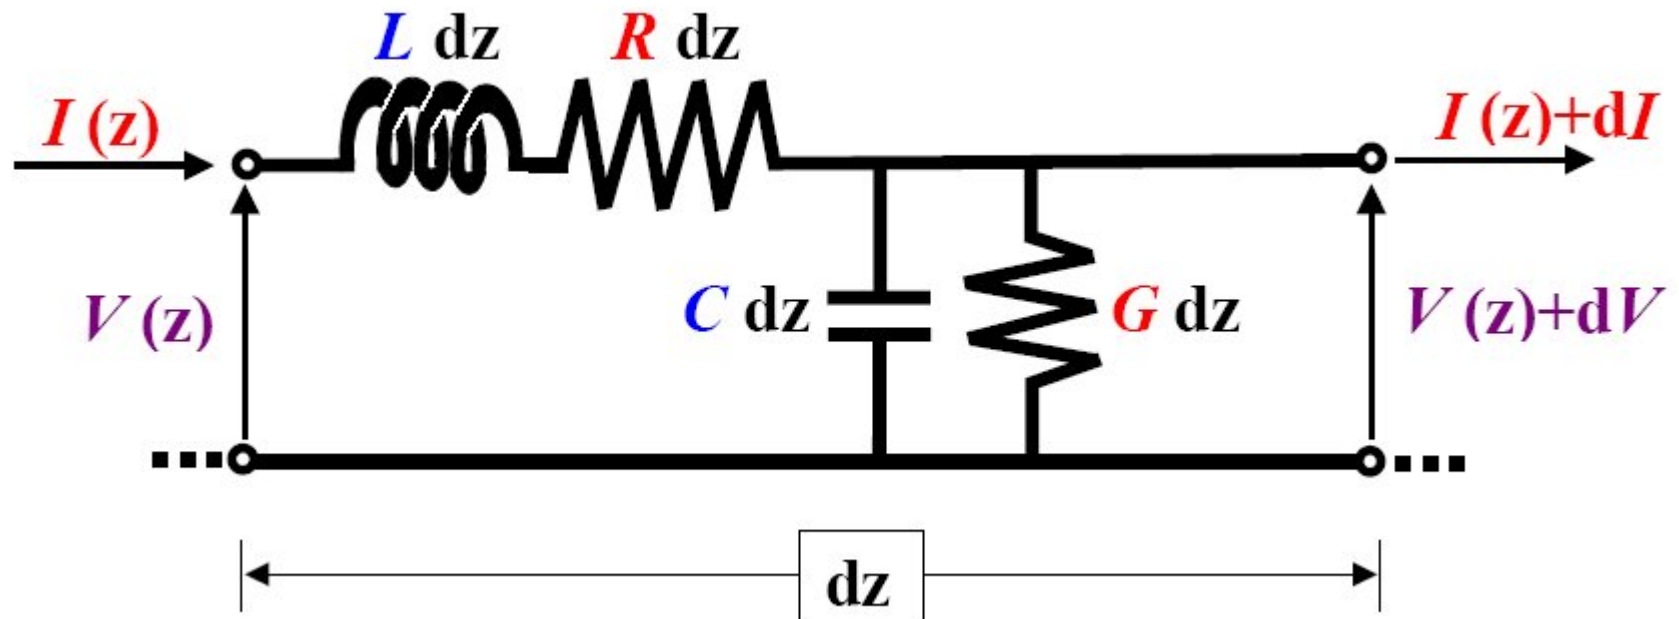 L dz
R dz
I (z)
I (z)+dI
V (z)
C dz
G dz
V (z)+dV
dz